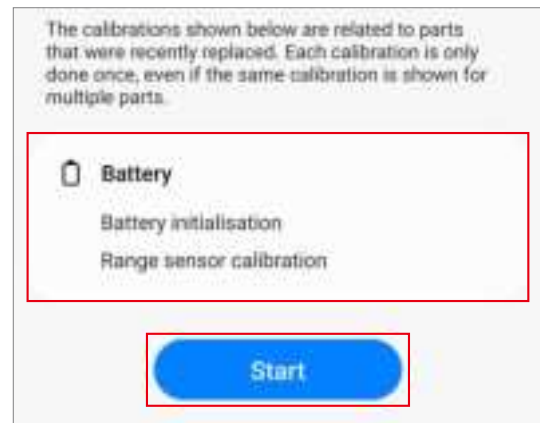 The calibrations shown below are related to parts
that were recently replaced. Each calibration is only
done once, even if the same calibration is shown for
multiple parts.
Battery
Battery initialisation
Range sensor calibration
Start